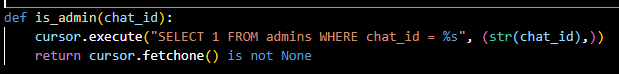 def is_admin(chat_id):
    cursor.execute("SELECT 1 FROM admins WHERE chat_id = %s", (str(chat_id),))
    return cursor.fetchone() is not None